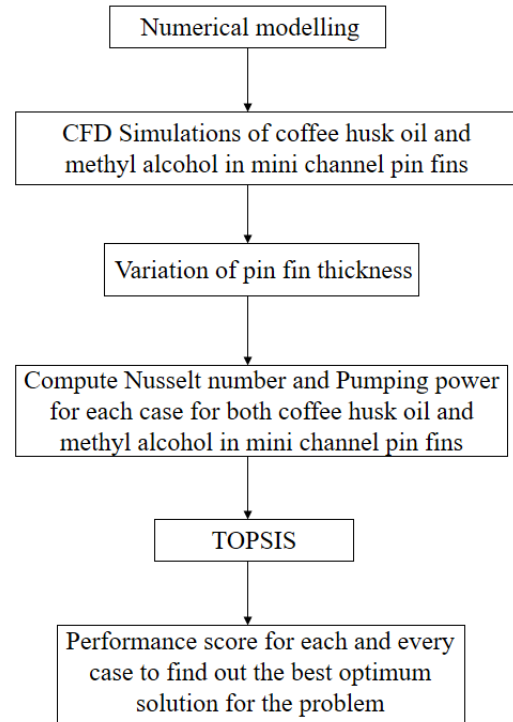 Numerical modelling
CFD Simulations of coffee husk oil and
methyl alcohol in mini channel pin fins
Variation of pin fin thickness
Compute Nusselt number and Pumping power
for each case for both coffee husk oil and
methyl alcohol in mini channel pin fins
TOPSIS
Performance score for each and every
case to find out the best optimum
solution for the problem